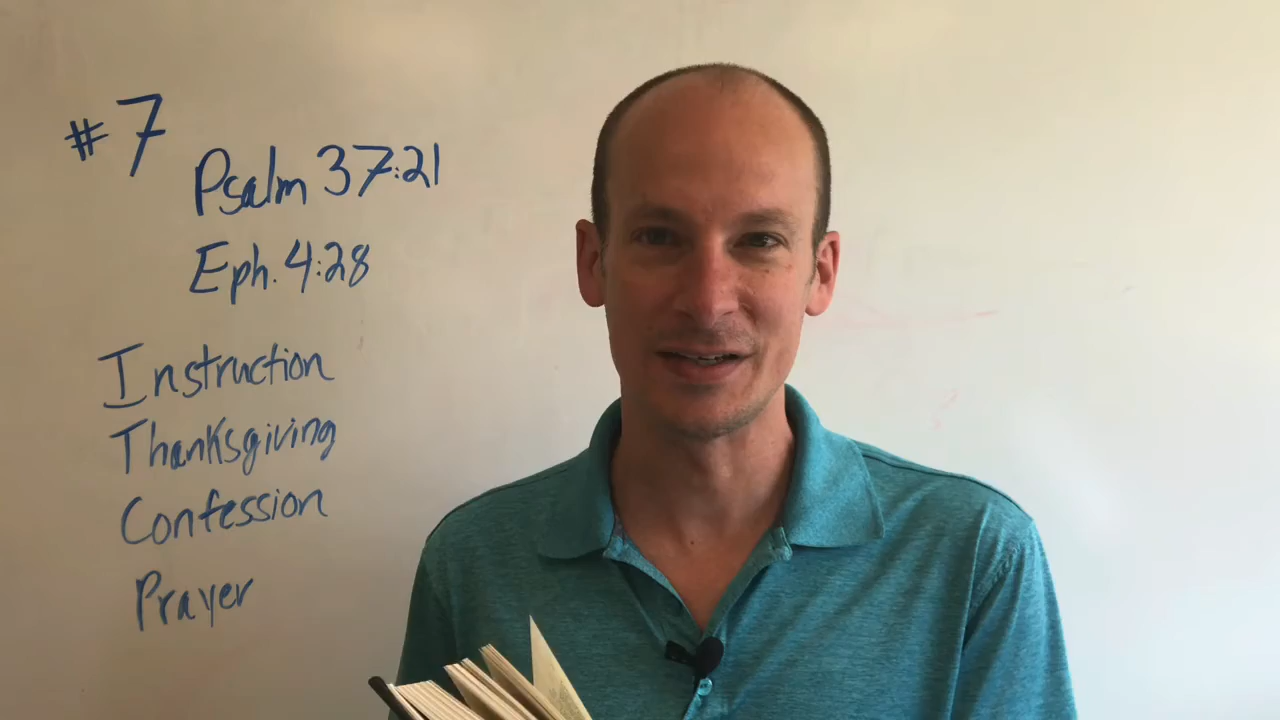 #7
Psalm 37:21
Eph. 4:28
Instruction
Thanksgiving
Confession
Prayer